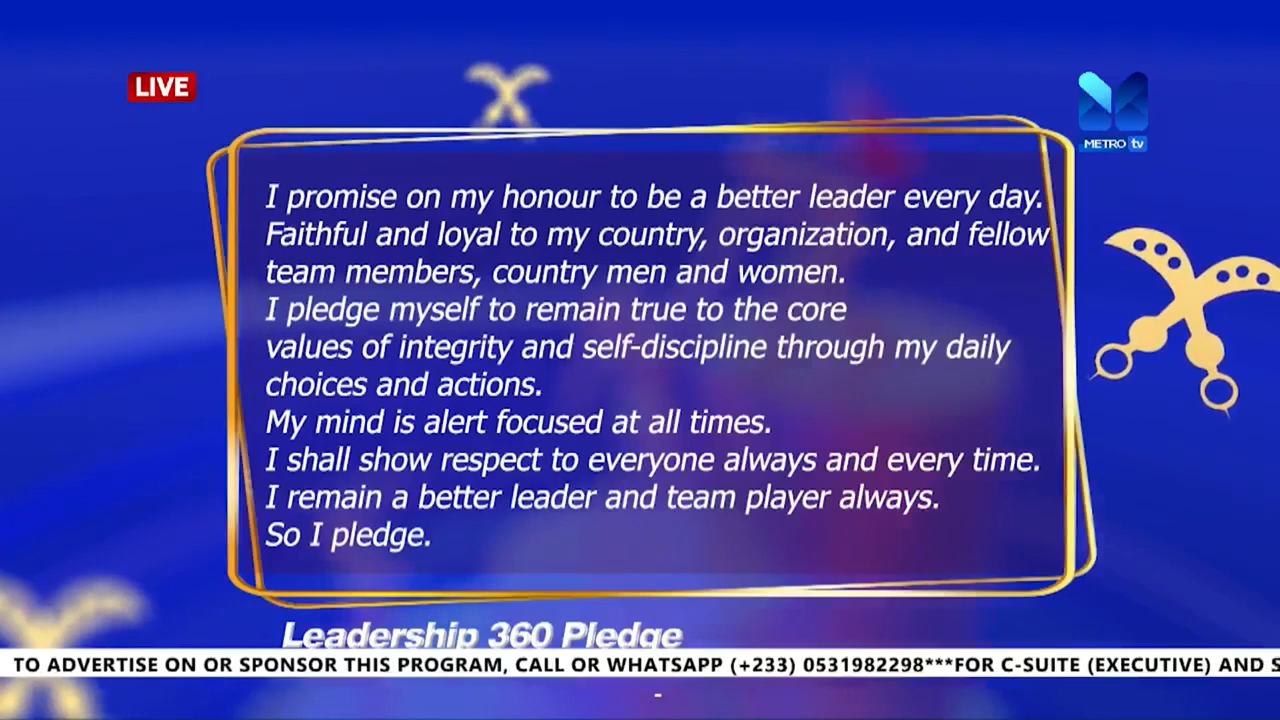 LIVE
METRO tv
I promise on my honour to be a better leader every day.
Faithful and loyal to my country, organization, and fellow
team members, country men and women.
I pledge myself to remain true to the core
values of integrity and self-discipline through my daily
choices and actions.
My mind is alert focused at all times.
I shall show respect to everyone always and every time.
I remain a better leader and team player always.
So I pledge.
Leadership 360 Pledge
TO ADVERTISE ON OR SPONSOR THIS PROGRAM, CALL OR WHATSAPP (+233) 0531982298***FOR C-SUITE (EXECUTIVE) AND
-